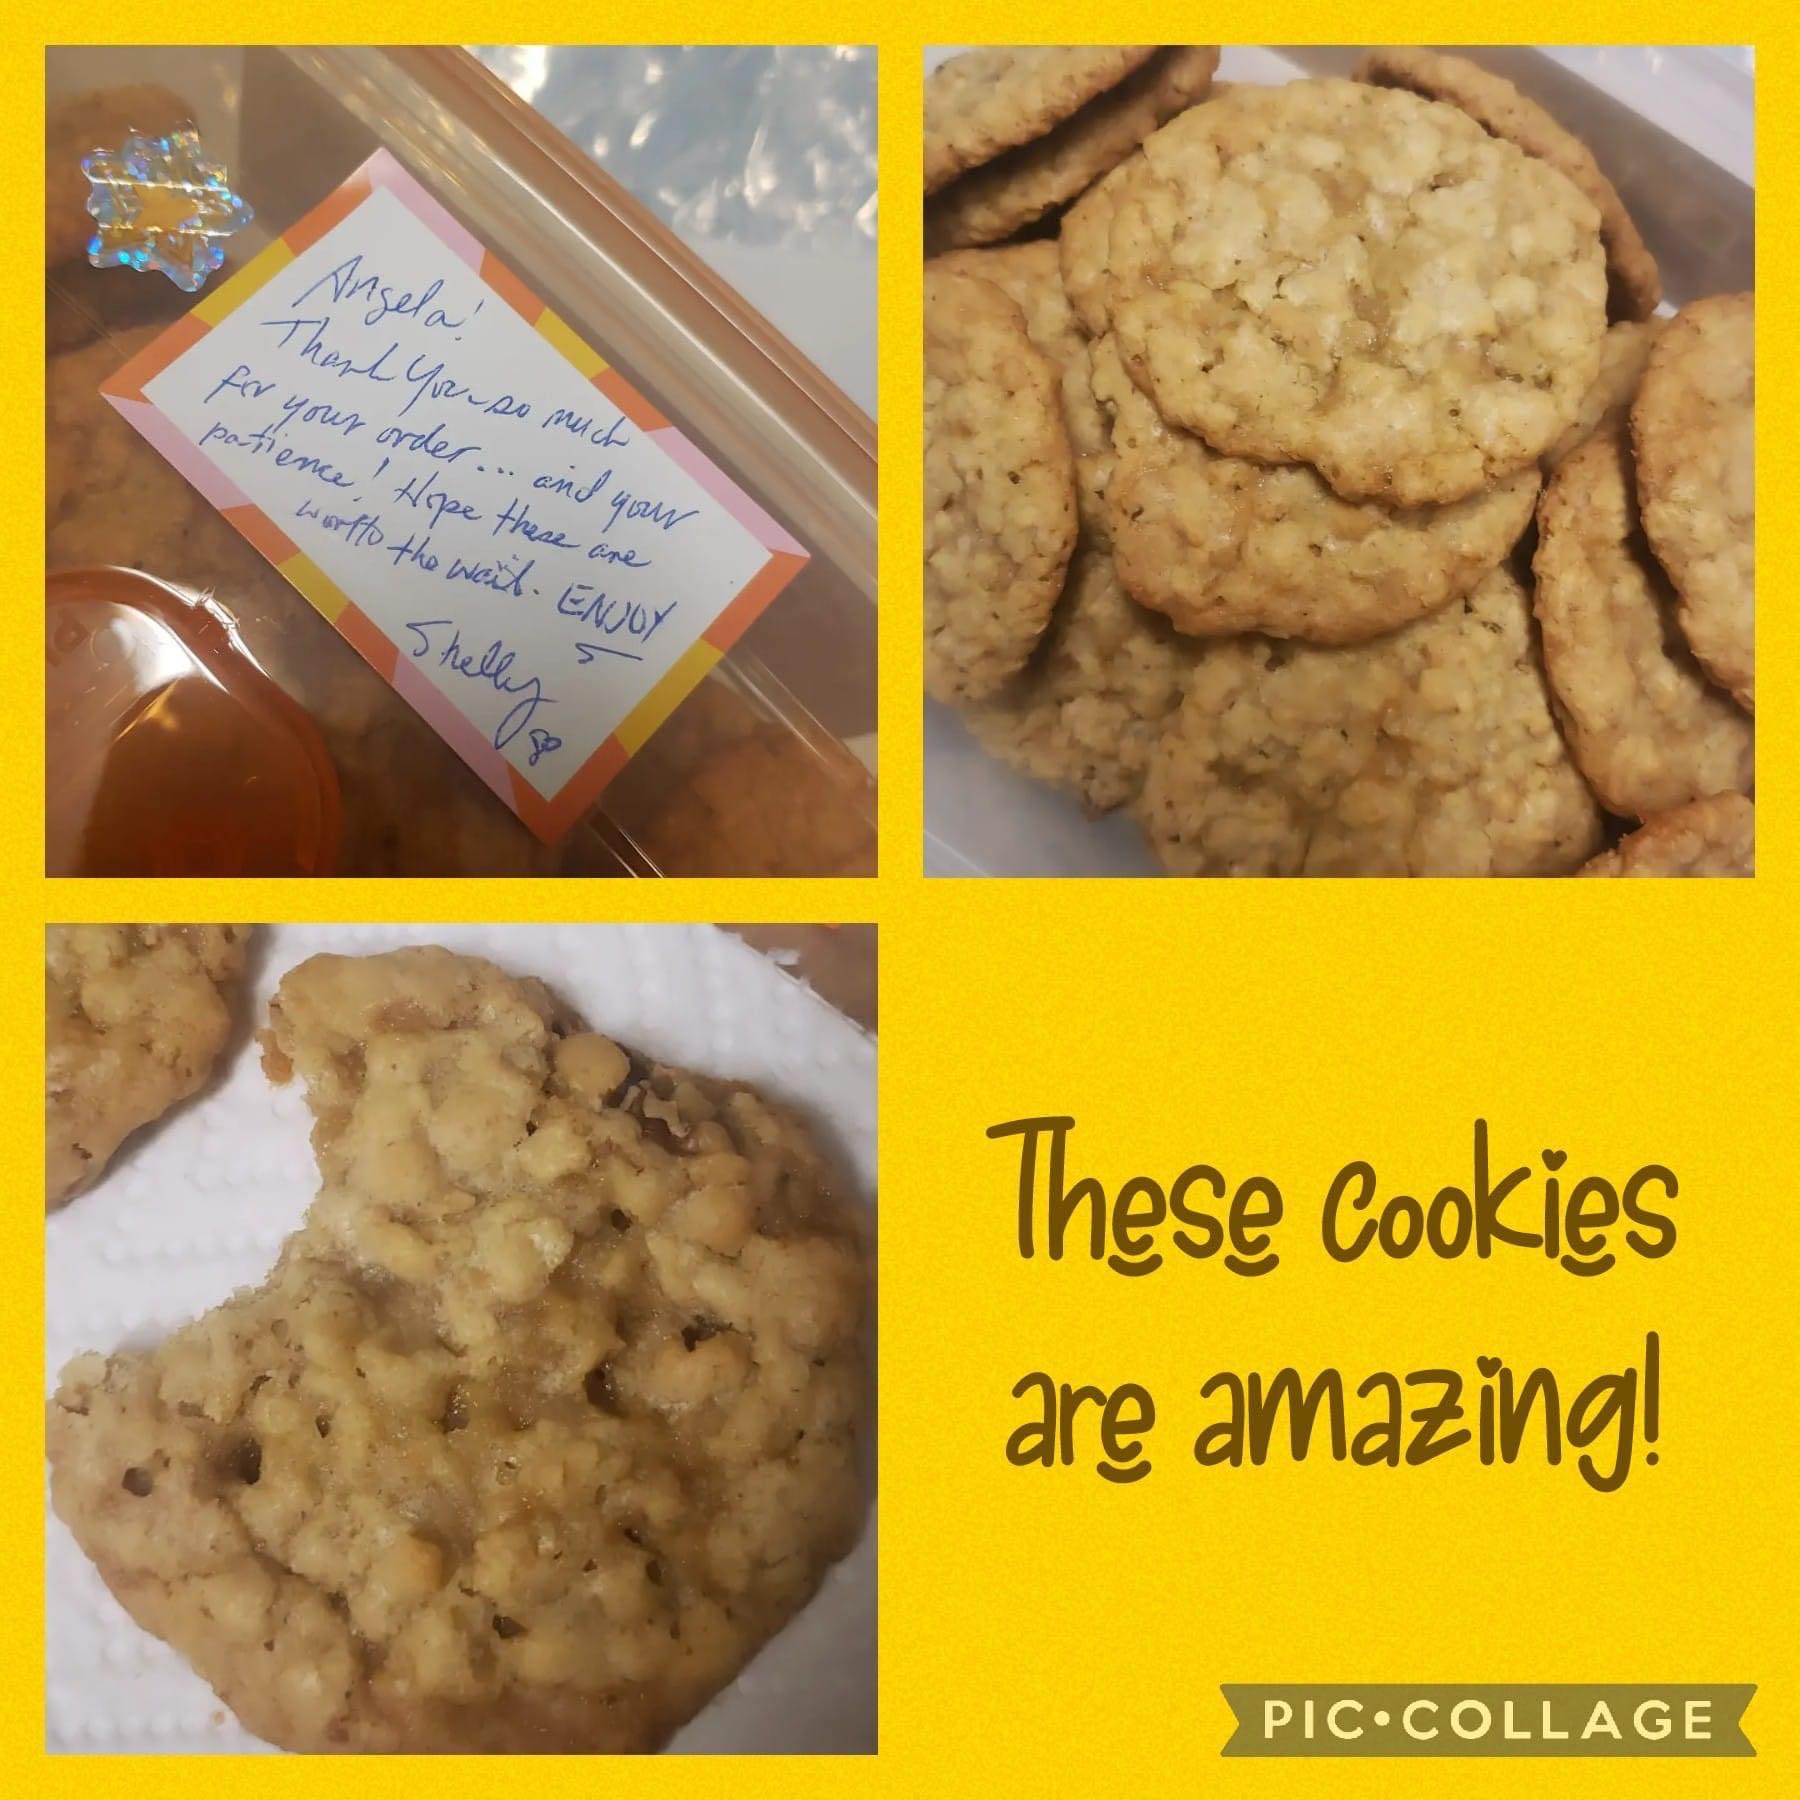 Angela!
Thank You so much
for your order... and your
patience! Hope these are
worth the wait. ENJOY
Shelly
These cookies
are amazing!
PIC•COLLAGE